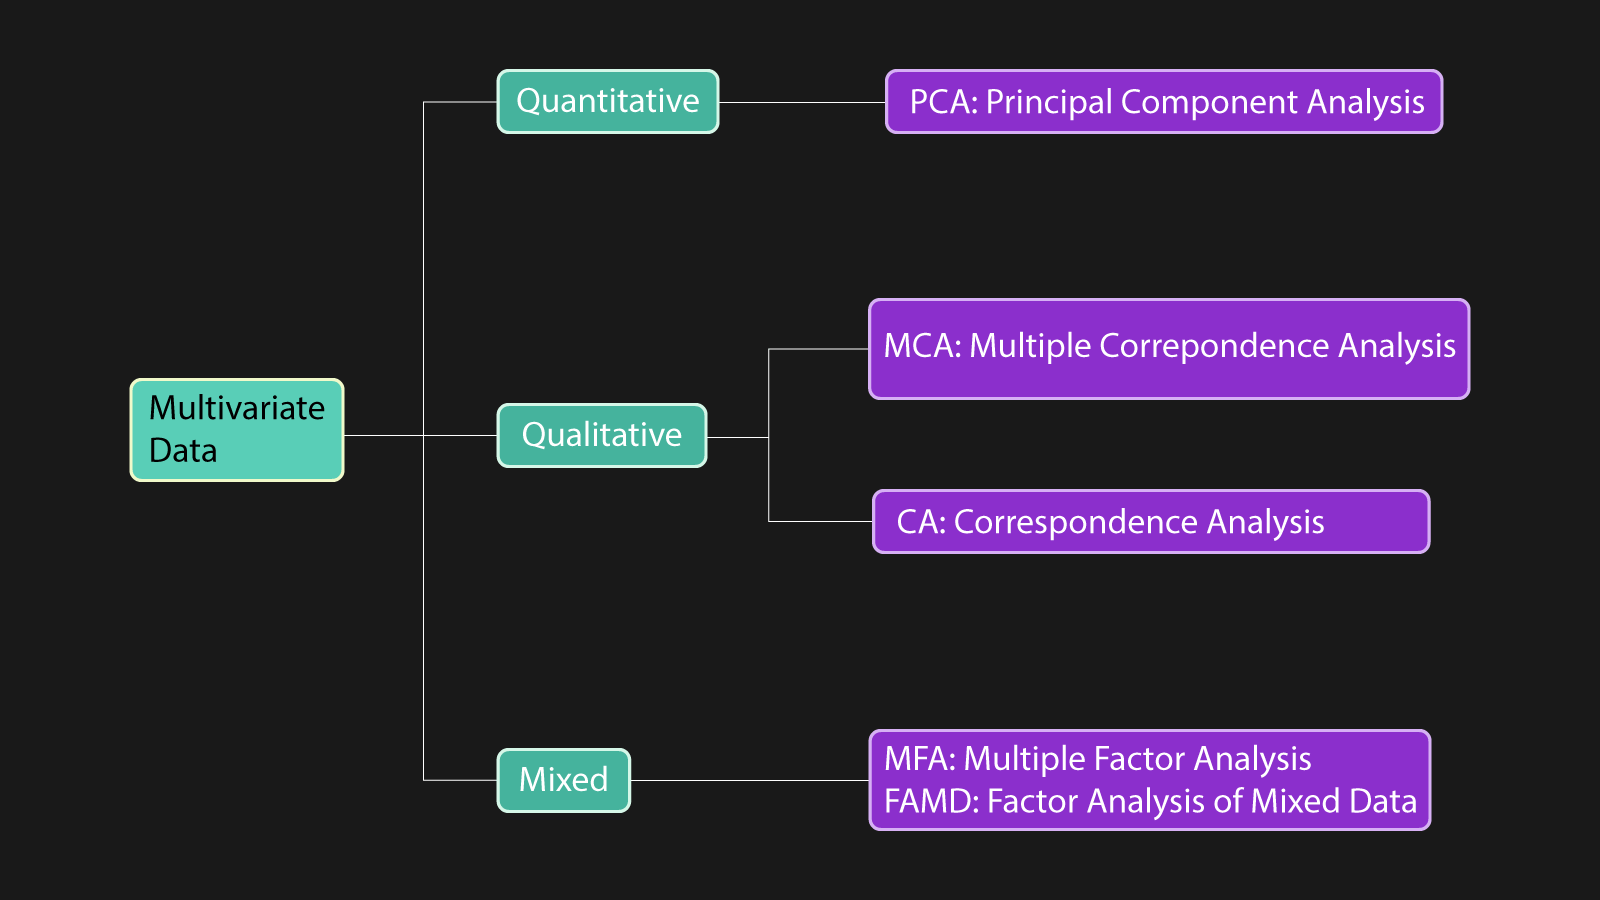 Quantitative
PCA: Principal Component Analysis
MCA: Multiple Correpondence Analysis
Multivariate
Data
Qualitative
CA: Correspondence Analysis
Mixed
MFA: Multiple Factor Analysis
FAMD: Factor Analysis of Mixed Data